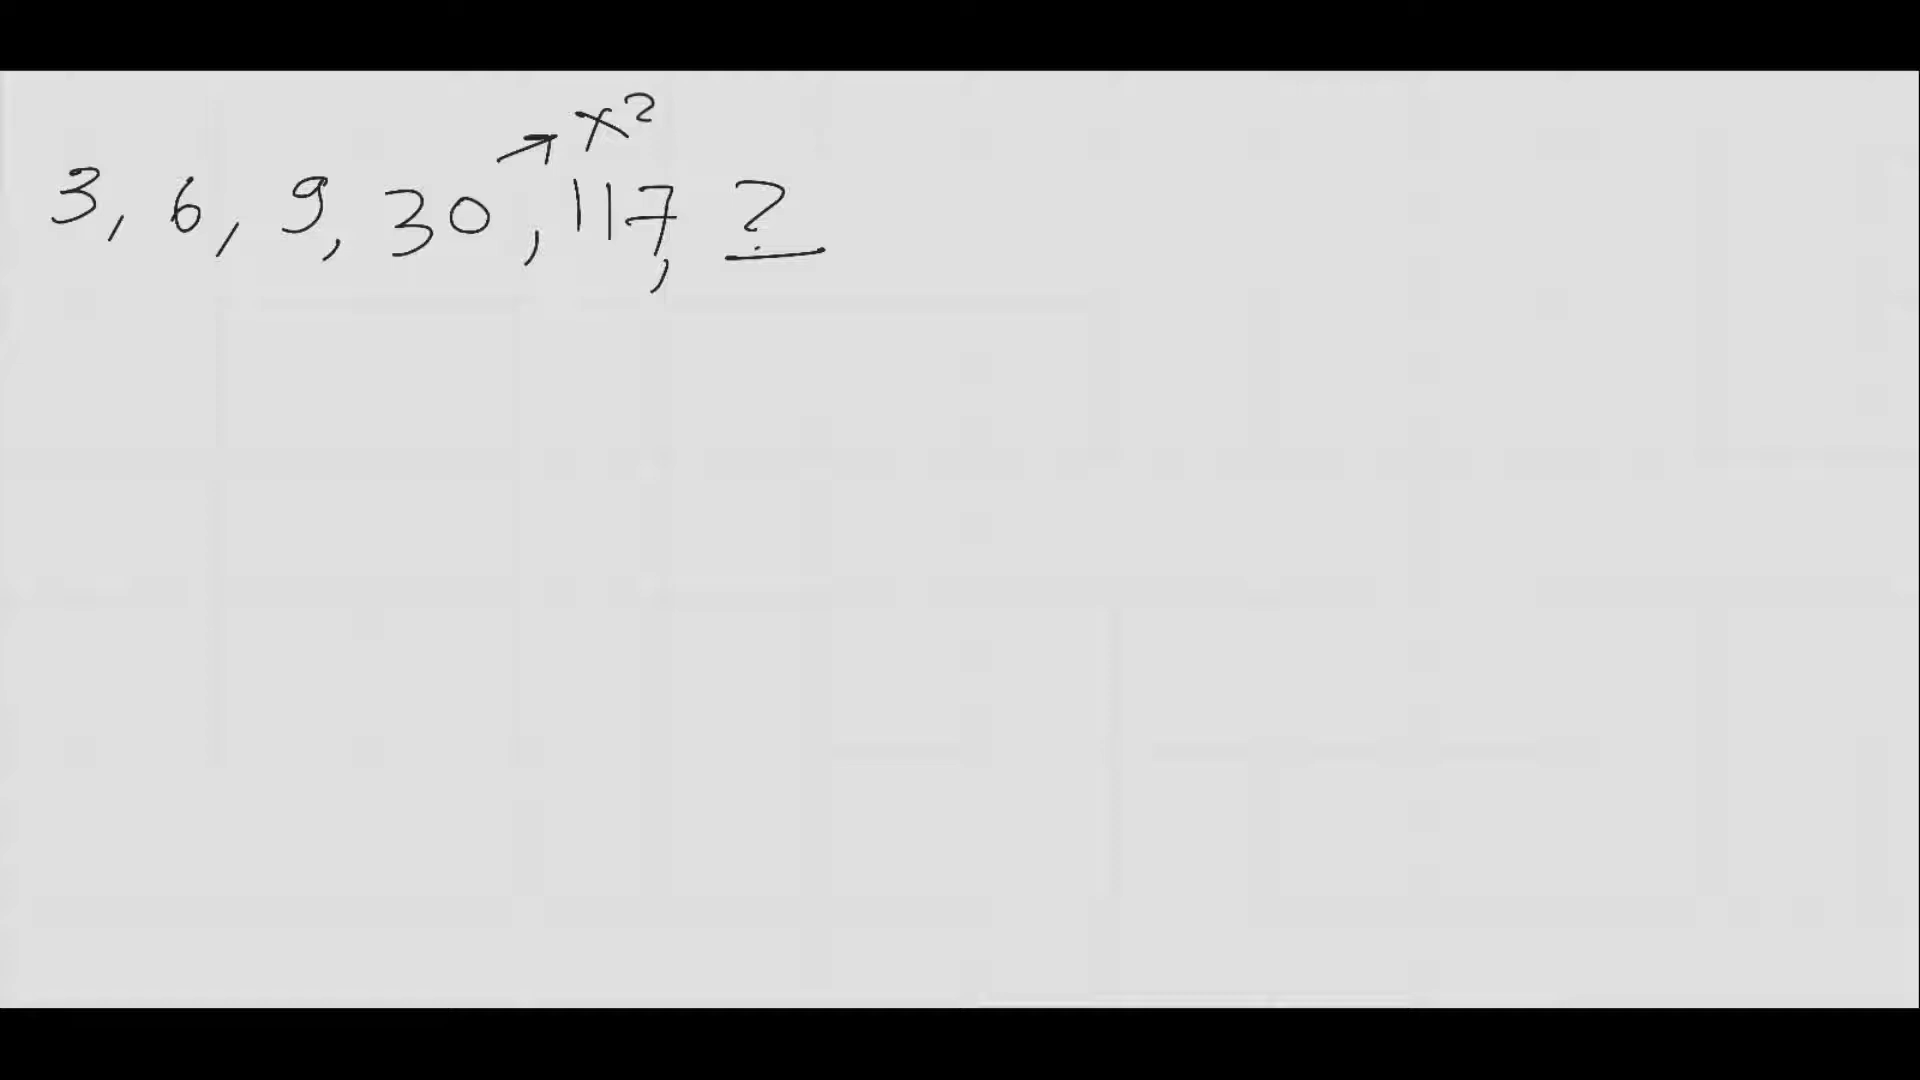 → x²
3, 6, 9, 30, 117, ?